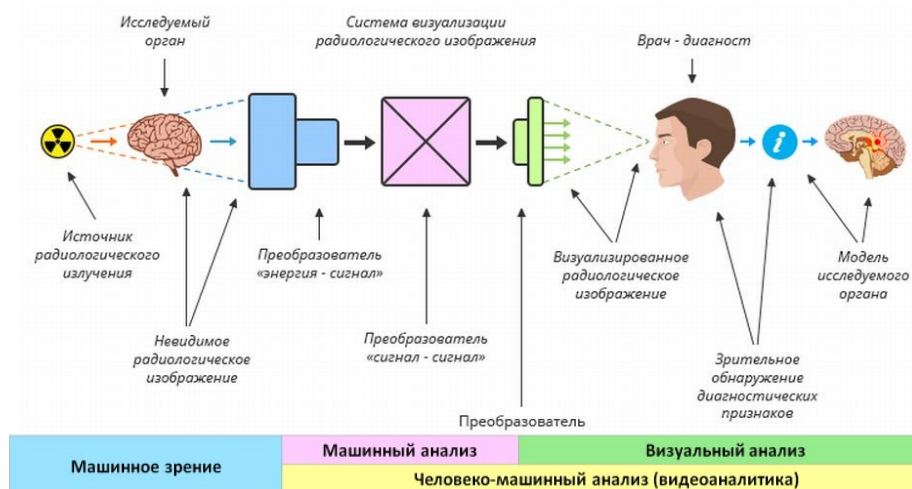 Исследуемый
орган
Система визуализации
радиологического изображения
Врач - диагност
i
Источник
радиологического
излучения
Преобразователь
«энергия - сигнал»
Визуализированное
радиологическое
изображение
Модель
исследуемого
органа
Невидимое
радиологическое
изображение
Преобразователь
«сигнал - сигнал»
Зрительное
обнаружение
диагностических
признаков
Преобразователь
Машинное зрение
Машинный анализ
Визуальный анализ
Человеко-машинный анализ (видеоаналитика)